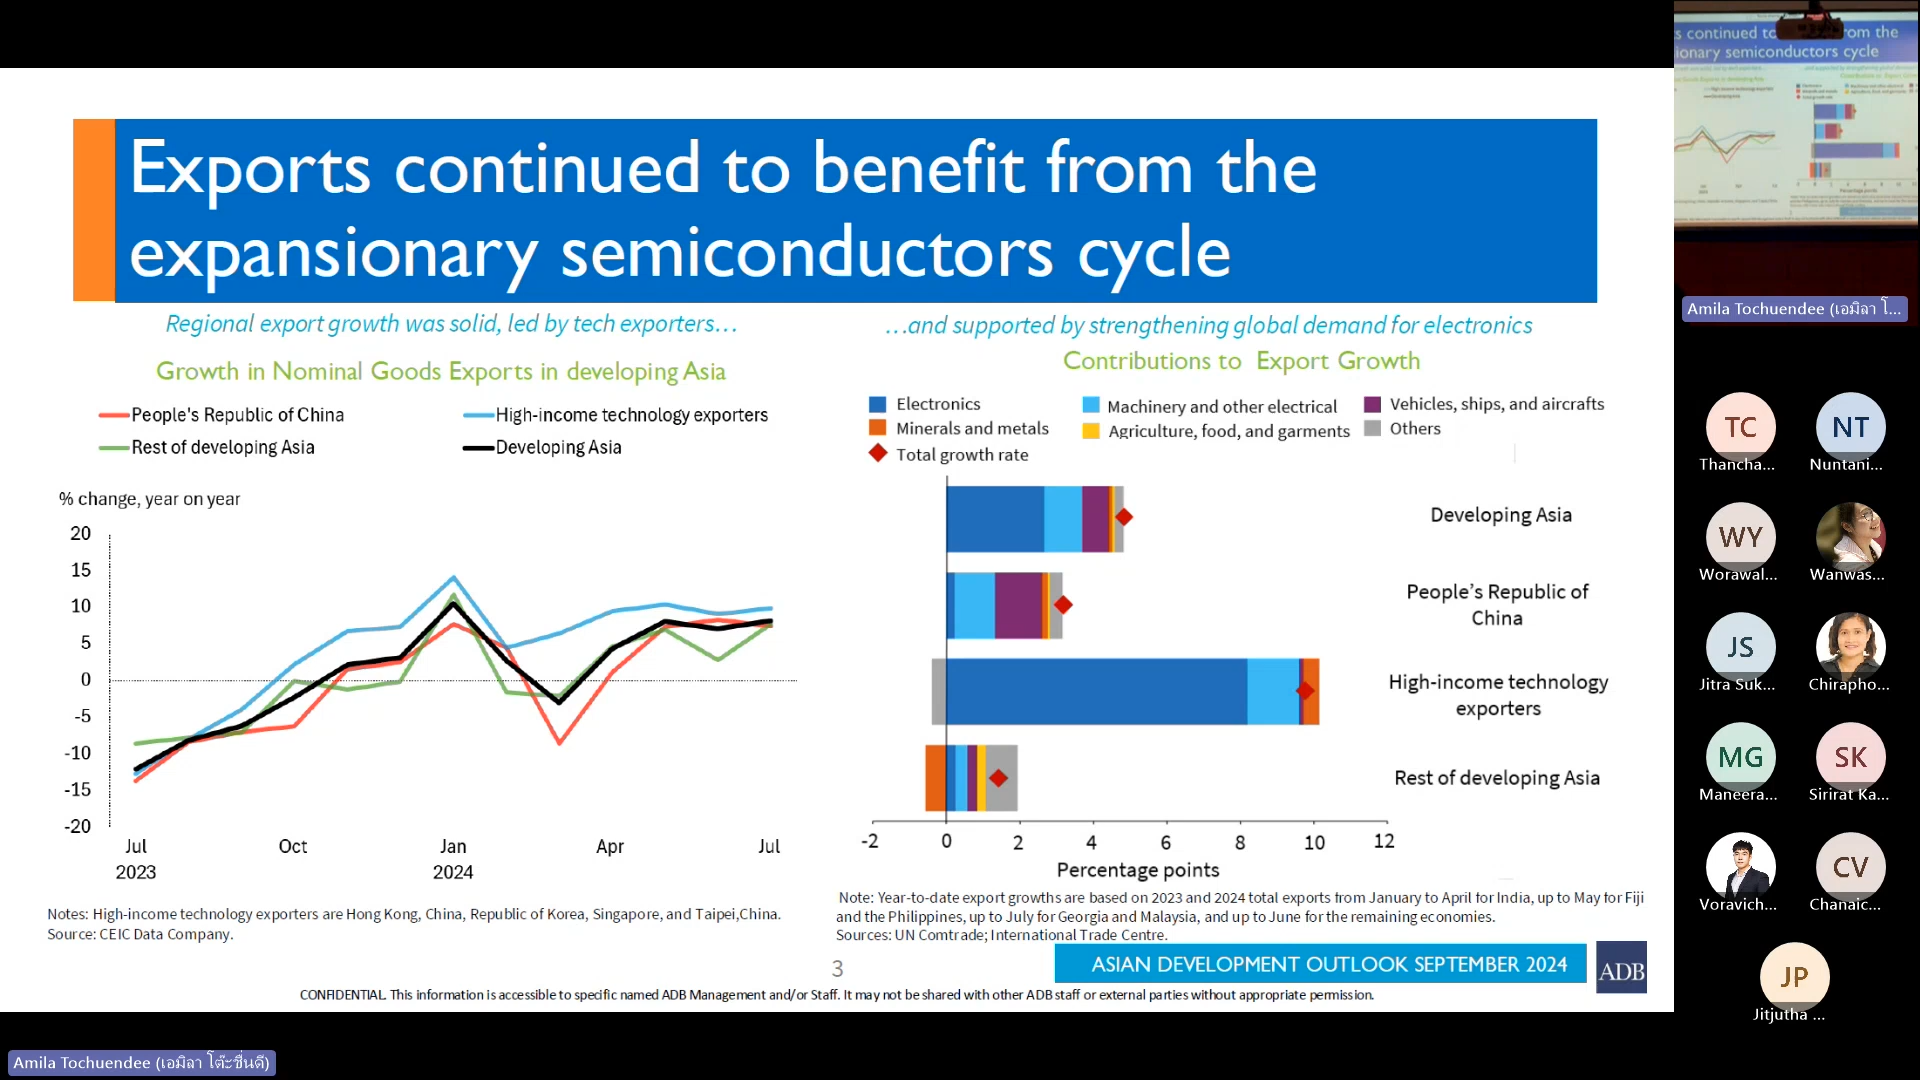 Exports continued to benefit from the
expansionary semiconductors cycle
Regional export growth was solid, led by tech exporters…
Growth in Nominal Goods Exports in developing Asia
People's Republic of China
High-income technology exporters
Rest of developing Asia
Developing Asia
% change, year on year
20
15
10
5
0
-5
-10
-15
-20
Jul Oct Jan Apr Jul
2023 2024
Notes: High-income technology exporters are Hong Kong, China, Republic of Korea, Singapore, and Taipei,China.
Source: CEIC Data Company.
…and supported by strengthening global demand for electronics
Contributions to Export Growth
Electronics
Machinery and other electrical
Vehicles, ships, and aircrafts
Minerals and metals
Agriculture, food, and garments
Others
Total growth rate
Developing Asia
People's Republic of
China
High-income technology
exporters
Rest of developing Asia
-2 0 2 4 6 8 10 12
Percentage points
Note: Year-to-date export growths are based on 2023 and 2024 total exports from January to April for India, up to May for Fiji
and the Philippines, up to July for Georgia and Malaysia, and up to June for the remaining economies.
Sources: UN Comtrade; International Trade Centre.
3
ASIAN DEVELOPMENT OUTLOOK SEPTEMBER 2024
ADB
CONFIDENTIAL. This information is accessible to specific named ADB Management and/or Staff. It may not be shared with other ADB staff or external parties without appropriate permission.
Amila Tochuendee (เอมิลา โต๊ะชื่นดี)
s continued to
om the
ionary semiconductors cycle
Amila Tochuendee (เอมิลา โ...
TC
Thancha...
NT
Nuntani...
WY
Worawal...
Wanwas...
JS
Jitra Suk...
Chirapho...
MG
Maneera...
SK
Sirirat Ka...
Voravich...
CV
Chanaic...
JP
Jitjutha ...